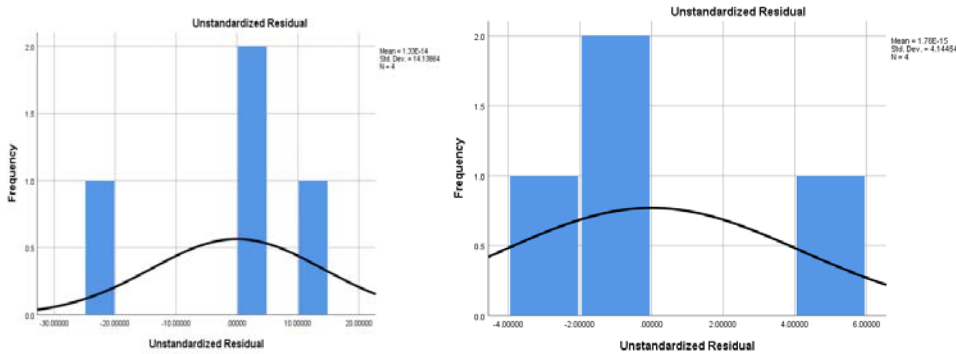 Unstandardized Residual
Mean = 1.33E-14
Std. Dev. = 14.13864
N = 4
Frequency
2.0
1.5
1.0
0.5
0.0
-30.00000
-20.00000
-10.00000
.00000
10.00000
20.00000
Unstandardized Residual
Unstandardized Residual
Mean = 1.78E-15
Std. Dev. = 4.14454
N = 4
Frequency
2.0
1.5
1.0
0.5
0.0
-4.00000
-2.00000
.00000
2.00000
4.00000
6.00000
Unstandardized Residual